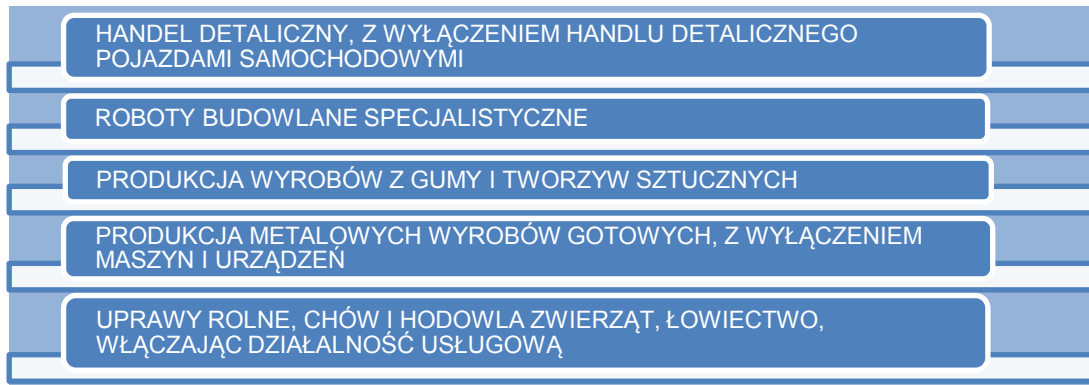 HANDEL DETALICZNY, Z WYŁĄCZENIEM HANDLU DETALICZNEGO
POJAZDAMI SAMOCHODOWYMI
ROBOTY BUDOWLANE SPECJALISTYCZNE
PRODUKCJA WYROBÓW Z GUMY I TWORZYW SZTUCZNYCH
PRODUKCJA METALOWYCH WYROBÓW GOTOWYCH, Z WYŁĄCZENIEM
MASZYN I URZĄDZEŃ
UPRAWY ROLNE, CHÓW I HODOWLA ZWIERZĄT, ŁOWIECTWO,
WŁĄCZAJĄC DZIAŁALNOŚĆ USŁUGOWĄ